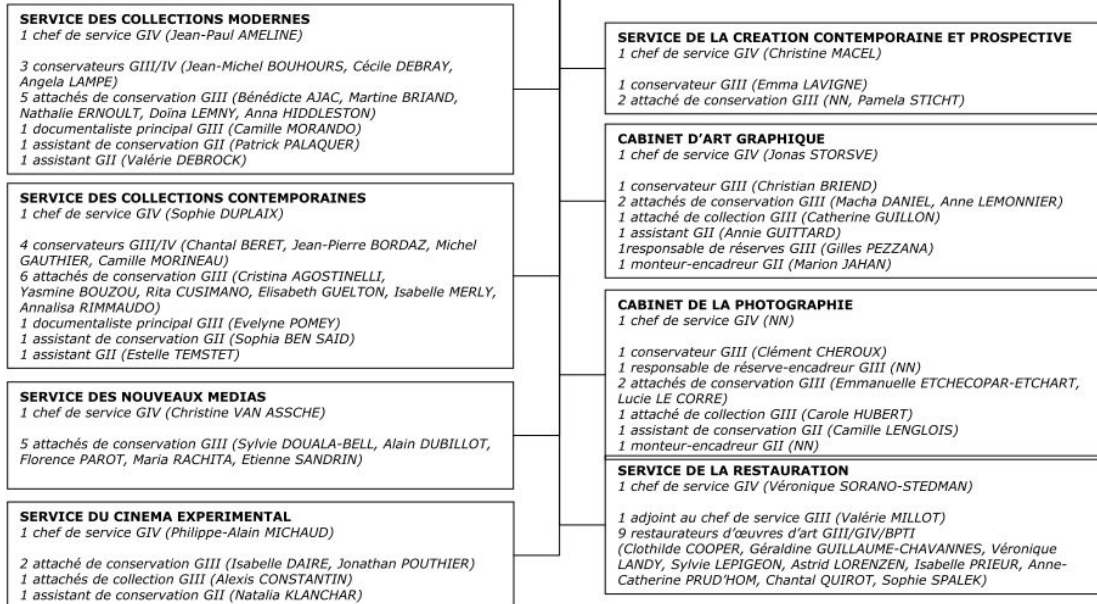 SERVICE DES COLLECTIONS MODERNES
1 chef de service GIV (Jean-Paul AMELINE)
3 conservateurs GIII/IV (Jean-Michel BOUHOURS, Cécile DEBRAY,
Angela LAMPE)
5 attachés de conservation GIII (Bénédicte AJAC, Martine BRIAND,
Nathalie ERNOULT, Doïna LEMNY, Anna HIDDLESTON)
1 documentaliste principal GIII (Camille MORANDO)
1 assistant de conservation GII (Patrick PALAQUER)
1 assistant GII (Valérie DEBROCK)
SERVICE DES COLLECTIONS CONTEMPORAINES
1 chef de service GIV (Sophie DUPLAIX)
4 conservateurs GIII/IV (Chantal BERET, Jean-Pierre BORDAZ, Michel
GAUTHIER, Camille MORINEAU)
6 attachés de conservation GIII (Cristina AGOSTINELLI,
Yasmine BOUZOU, Rita CUSIMANO, Elisabeth GUELTON, Isabelle MERLY,
Annalisa RIMMAUDO)
1 documentaliste principal GIII (Evelyne POMEY)
1 assistant de conservation GII (Sophia BEN SAID)
1 assistant GII (Estelle TEMSTET)
SERVICE DES NOUVEAUX MEDIAS
1 chef de service GIV (Christine VAN ASSCHE)
5 attachés de conservation GIII (Sylvie DOUALA-BELL, Alain DUBILLOT,
Florence PAROT, Maria RACHITA, Etienne SANDRIN)
SERVICE DU CINEMA EXPERIMENTAL
1 chef de service GIV (Philippe-Alain MICHAUD)
2 attaché de conservation GIII (Isabelle DAIRE, Jonathan POUTHIER)
1 attachés de collection GIII (Alexis CONSTANTIN)
1 assistant de conservation GII (Natalia KLANCHAR)
SERVICE DE LA CREATION CONTEMPORAINE ET PROSPECTIVE
1 chef de service GIV (Christine MACEL)
1 conservateur GIII (Emma LAVIGNE)
2 attaché de conservation GIII (NN, Pamela STICHT)
CABINET D'ART GRAPHIQUE
1 chef de service GIV (Jonas STORSVE)
1 conservateur GIII (Christian BRIEND)
2 attachés de conservation GIII (Macha DANIEL, Anne LEMONNIER)
1 attaché de collection GIII (Catherine GUILLON)
1 assistant GII (Annie GUITTARD)
1responsable de réserves GIII (Gilles PEZZANA)
1 monteur-encadreur GII (Marion JAHAN)
CABINET DE LA PHOTOGRAPHIE
1 chef de service GIV (NN)
1 conservateur GIII (Clément CHEROUX)
1 responsable de réserve-encadreur GIII (NN)
2 attachés de conservation GIII (Emmanuelle ETCHECOPAR-ETCHART,
Lucie LE CORRE)
1 attaché de collection GIII (Carole HUBERT)
1 assistant de conservation GII (Camille LENGLOIS)
1 monteur-encadreur GII (NN)
SERVICE DE LA RESTAURATION
1 chef de service GIV (Véronique SORANO-STEDMAN)
1 adjoint au chef de service GIII (Valérie MILLOT)
9 restaurateurs d'œuvres d'art GIII/GIV/BPTI
(Clothilde COOPER, Géraldine GUILLAUME-CHAVANNES, Véronique
LANDY, Sylvie LEPIGEON, Astrid LORENZEN, Isabelle PRIEUR, Anne-
Catherine PRUD'HOM, Chantal QUIROT, Sophie SPALEK)